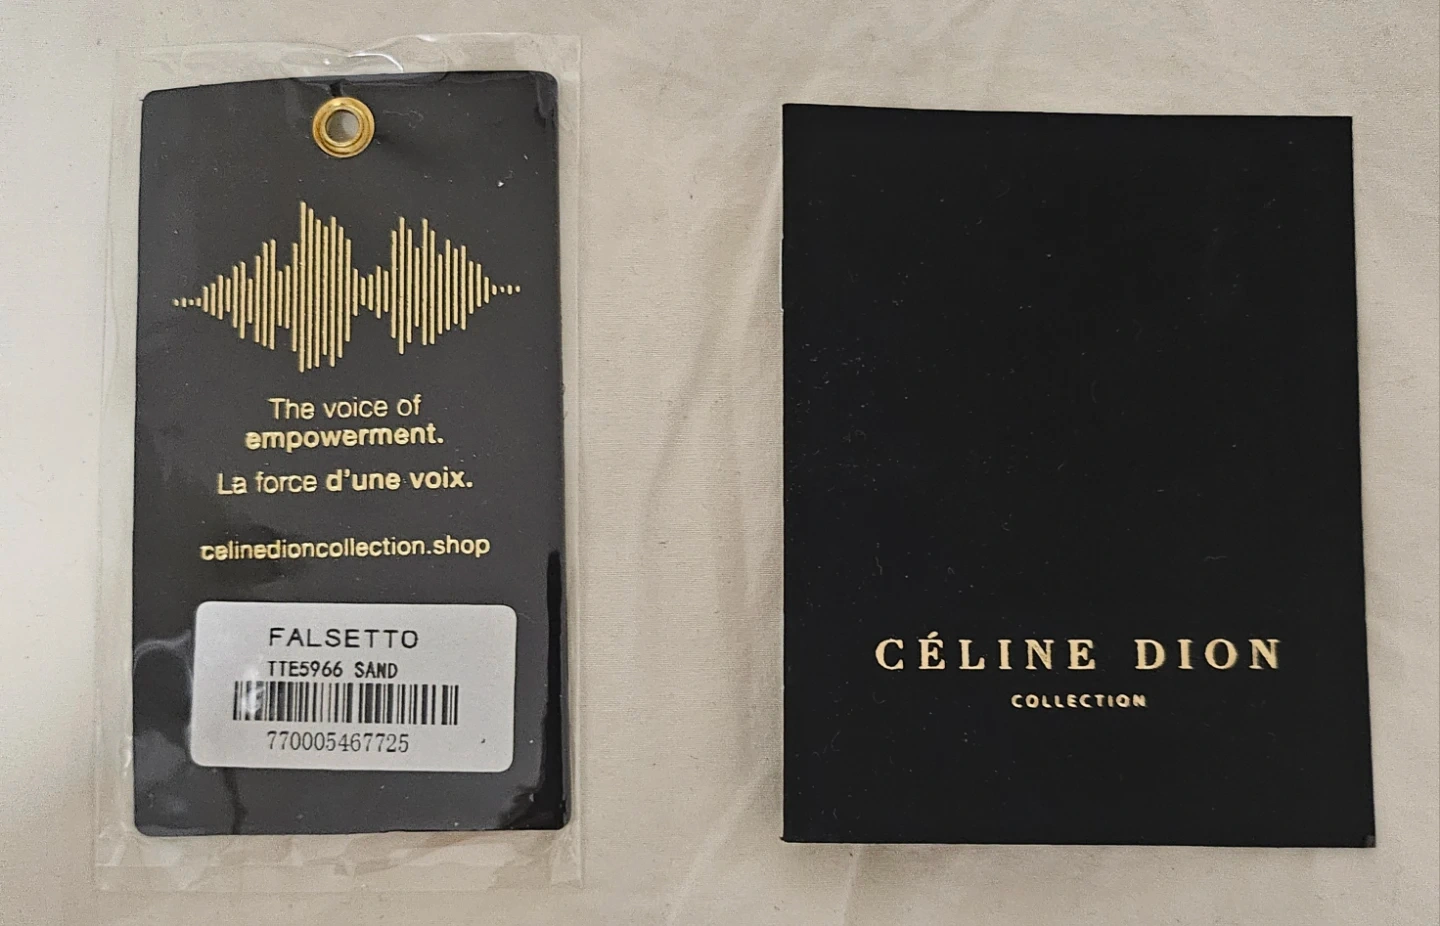 The voice of
empowerment.
La force d'une voix.
celinedioncollection.shop
FALSETTO
TTE5966 SAND
770005467725
CÉLINE DION
COLLECTION